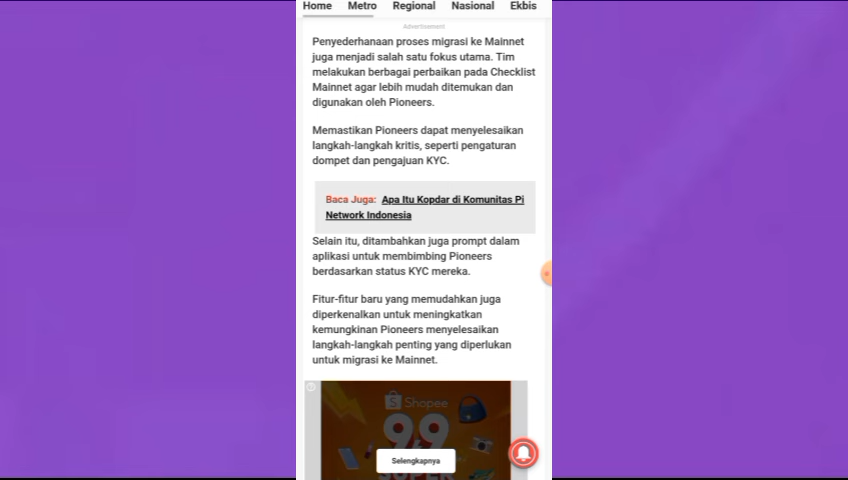 Home Metro Regional Nasional Ekbis
Advertisement
Penyederhanaan proses migrasi ke Mainnet
juga menjadi salah satu fokus utama. Tim
melakukan berbagai perbaikan pada Checklist
Mainnet agar lebih mudah ditemukan dan
digunakan oleh Pioneers.
Memastikan Pioneers dapat menyelesaikan
langkah-langkah kritis, seperti pengaturan
dompet dan pengajuan KYC.
Baca Juga: Apa Itu Kopdar di Komunitas Pi
Network Indonesia
Selain itu, ditambahkan juga prompt dalam
aplikasi untuk membimbing Pioneers
berdasarkan status KYC mereka.
Fitur-fitur baru yang memudahkan juga
diperkenalkan untuk meningkatkan
kemungkinan Pioneers menyelesaikan
langkah-langkah penting yang diperlukan
untuk migrasi ke Mainnet.
Shopee
9.9
Selengkapnya
SUPER